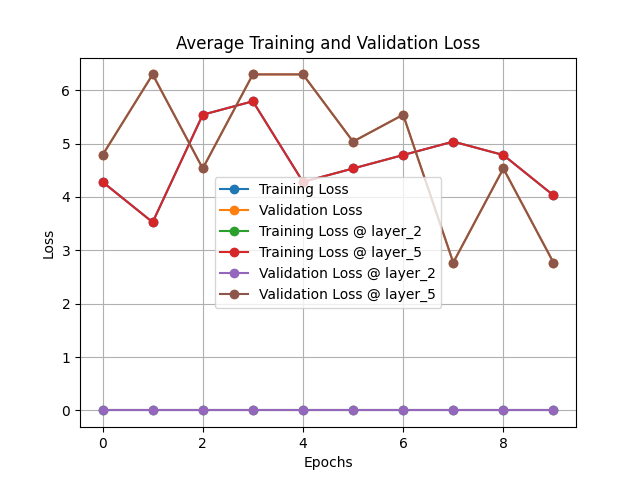 Average Training and Validation Loss
Loss
6
5
4
3
2
1
0
Training Loss
Validation Loss
Training Loss @ layer_2
Training Loss @ layer_5
Validation Loss @ layer_2
Validation Loss @ layer_5
0 2 4 6 8
Epochs